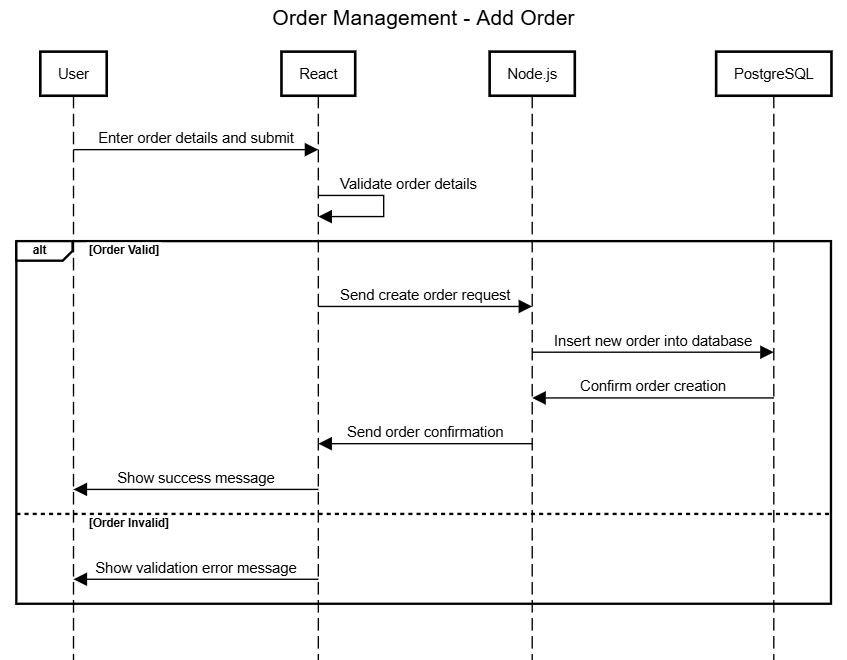 Order Management - Add Order
User
React
Node.js
PostgreSQL
Enter order details and submit
Validate order details
alt
[Order Valid]
Send create order request
Insert new order into database
Confirm order creation
Send order confirmation
Show success message
[Order Invalid]
Show validation error message